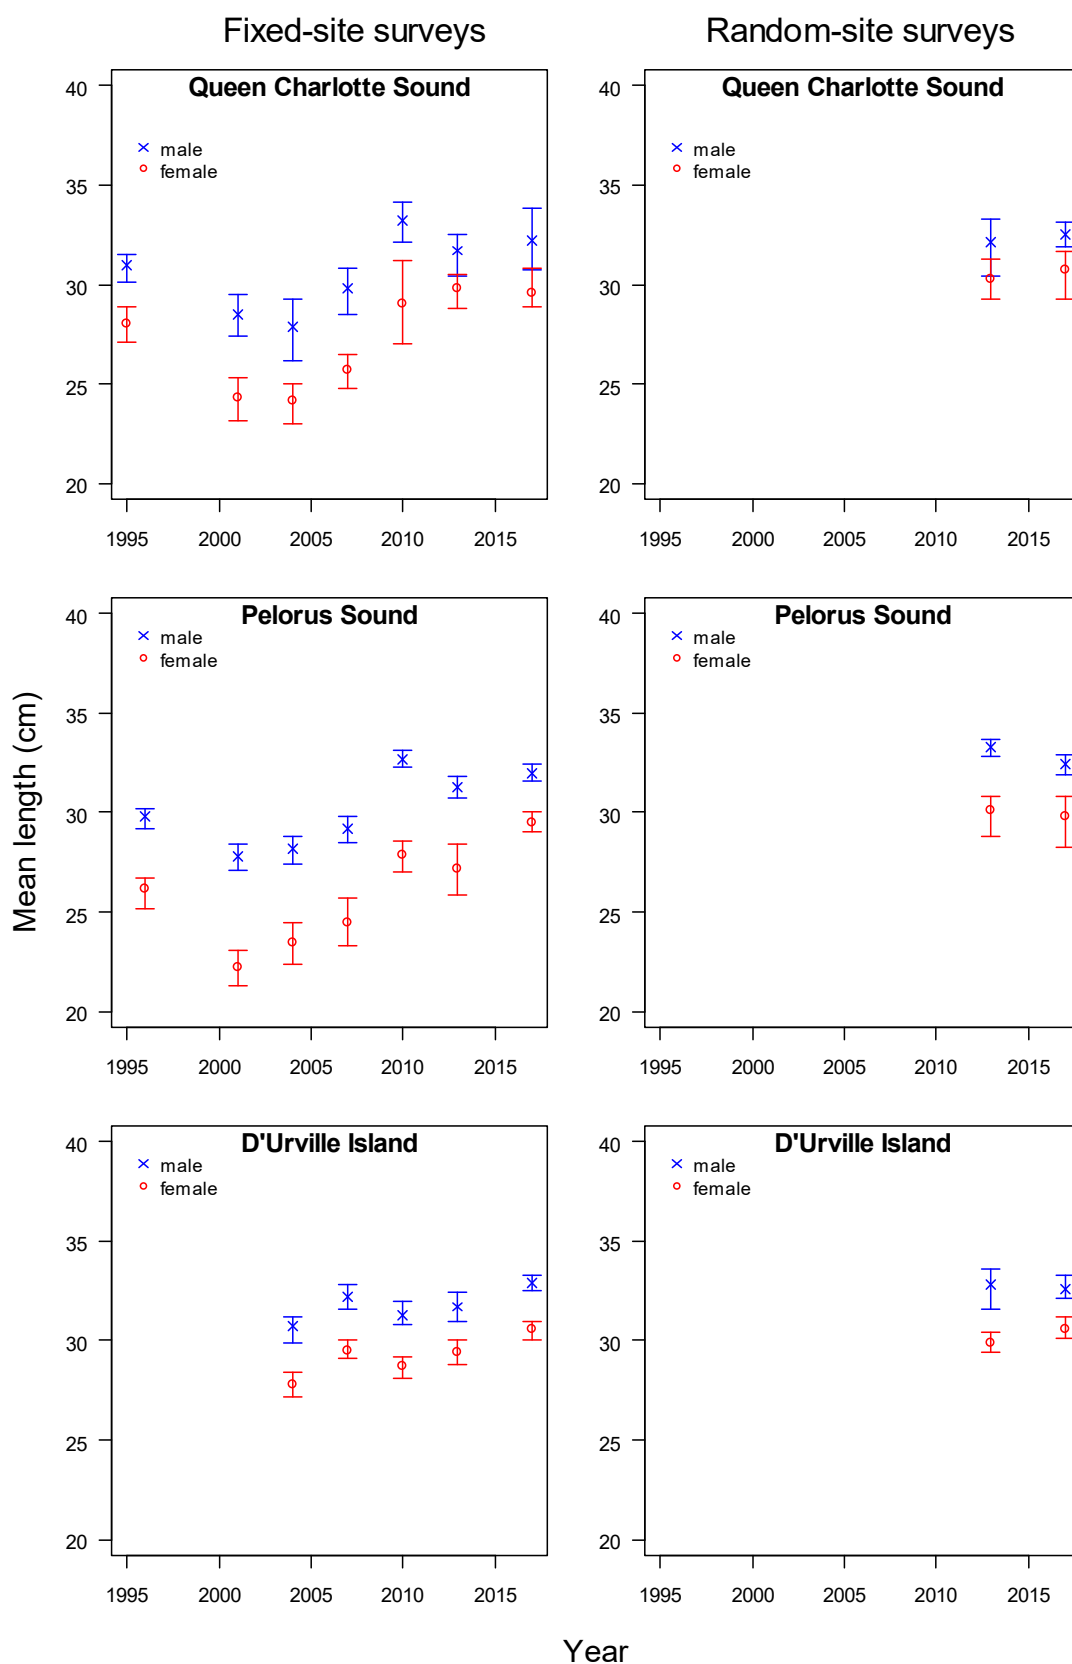 Fixed-site surveys
Random-site surveys
Queen Charlotte Sound
male
female
40
35
30
25
20
1995 2000 2005 2010 2015
Queen Charlotte Sound
male
female
40
35
30
25
20
1995 2000 2005 2010 2015
Mean length (cm)
Pelorus Sound
male
female
40
35
30
25
20
1995 2000 2005 2010 2015
Pelorus Sound
male
female
40
35
30
25
20
1995 2000 2005 2010 2015
D'Urville Island
male
female
40
35
30
25
20
1995 2000 2005 2010 2015
D'Urville Island
male
female
40
35
30
25
20
1995 2000 2005 2010 2015
Year